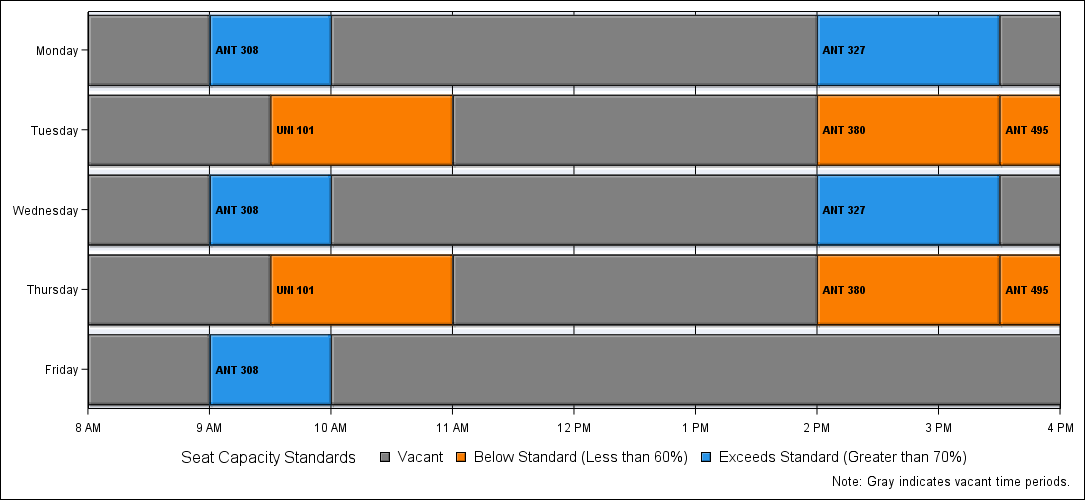 Monday
ANT 308
ANT 327
Tuesday
UNI 101
ANT 380
ANT 495
Wednesday
ANT 308
ANT 327
Thursday
UNI 101
ANT 380
ANT 495
Friday
ANT 308
8 AM 9 AM 10 AM 11 AM 12 PM 1 PM 2 PM 3 PM 4 PM
Seat Capacity Standards Vacant Below Standard (Less than 60%) Exceeds Standard (Greater than 70%)
Note: Gray indicates vacant time periods.